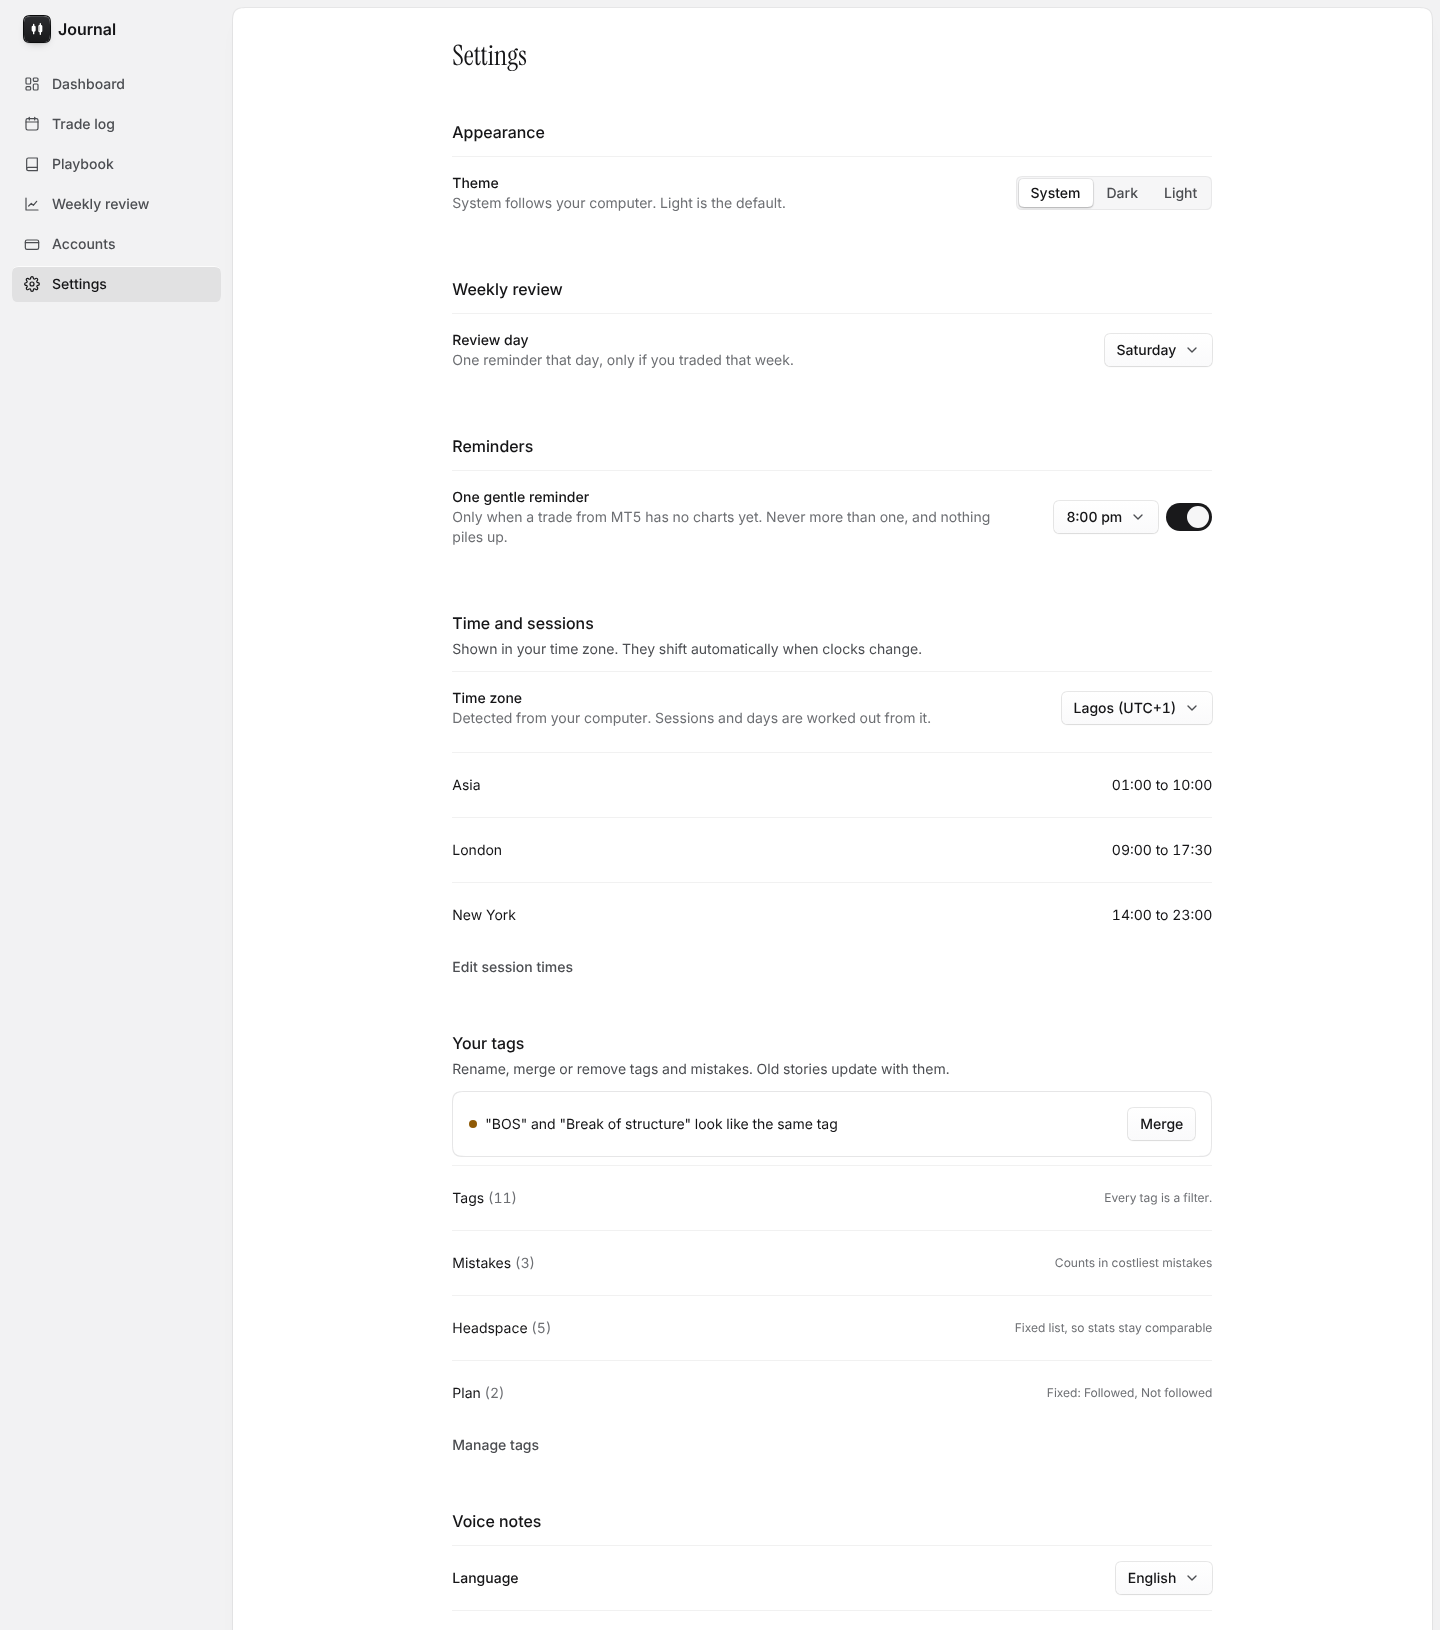 Journal
Dashboard
Trade log
Playbook
Weekly review
Accounts
Settings
Settings
Appearance
Theme
System follows your computer. Light is the default.
System Dark Light
Weekly review
Review day
One reminder that day, only if you traded that week.
Saturday
Reminders
One gentle reminder
Only when a trade from MT5 has no charts yet. Never more than one, and nothing
piles up.
8:00 pm
Time and sessions
Shown in your time zone. They shift automatically when clocks change.
Time zone
Detected from your computer. Sessions and days are worked out from it.
Lagos (UTC+1)
Asia 01:00 to 10:00
London 09:00 to 17:30
New York 14:00 to 23:00
Edit session times
Your tags
Rename, merge or remove tags and mistakes. Old stories update with them.
"BOS" and "Break of structure" look like the same tag Merge
Tags (11) Every tag is a filter.
Mistakes (3) Counts in costliest mistakes
Headspace (5) Fixed list, so stats stay comparable
Plan (2) Fixed: Followed, Not followed
Manage tags
Voice notes
Language English